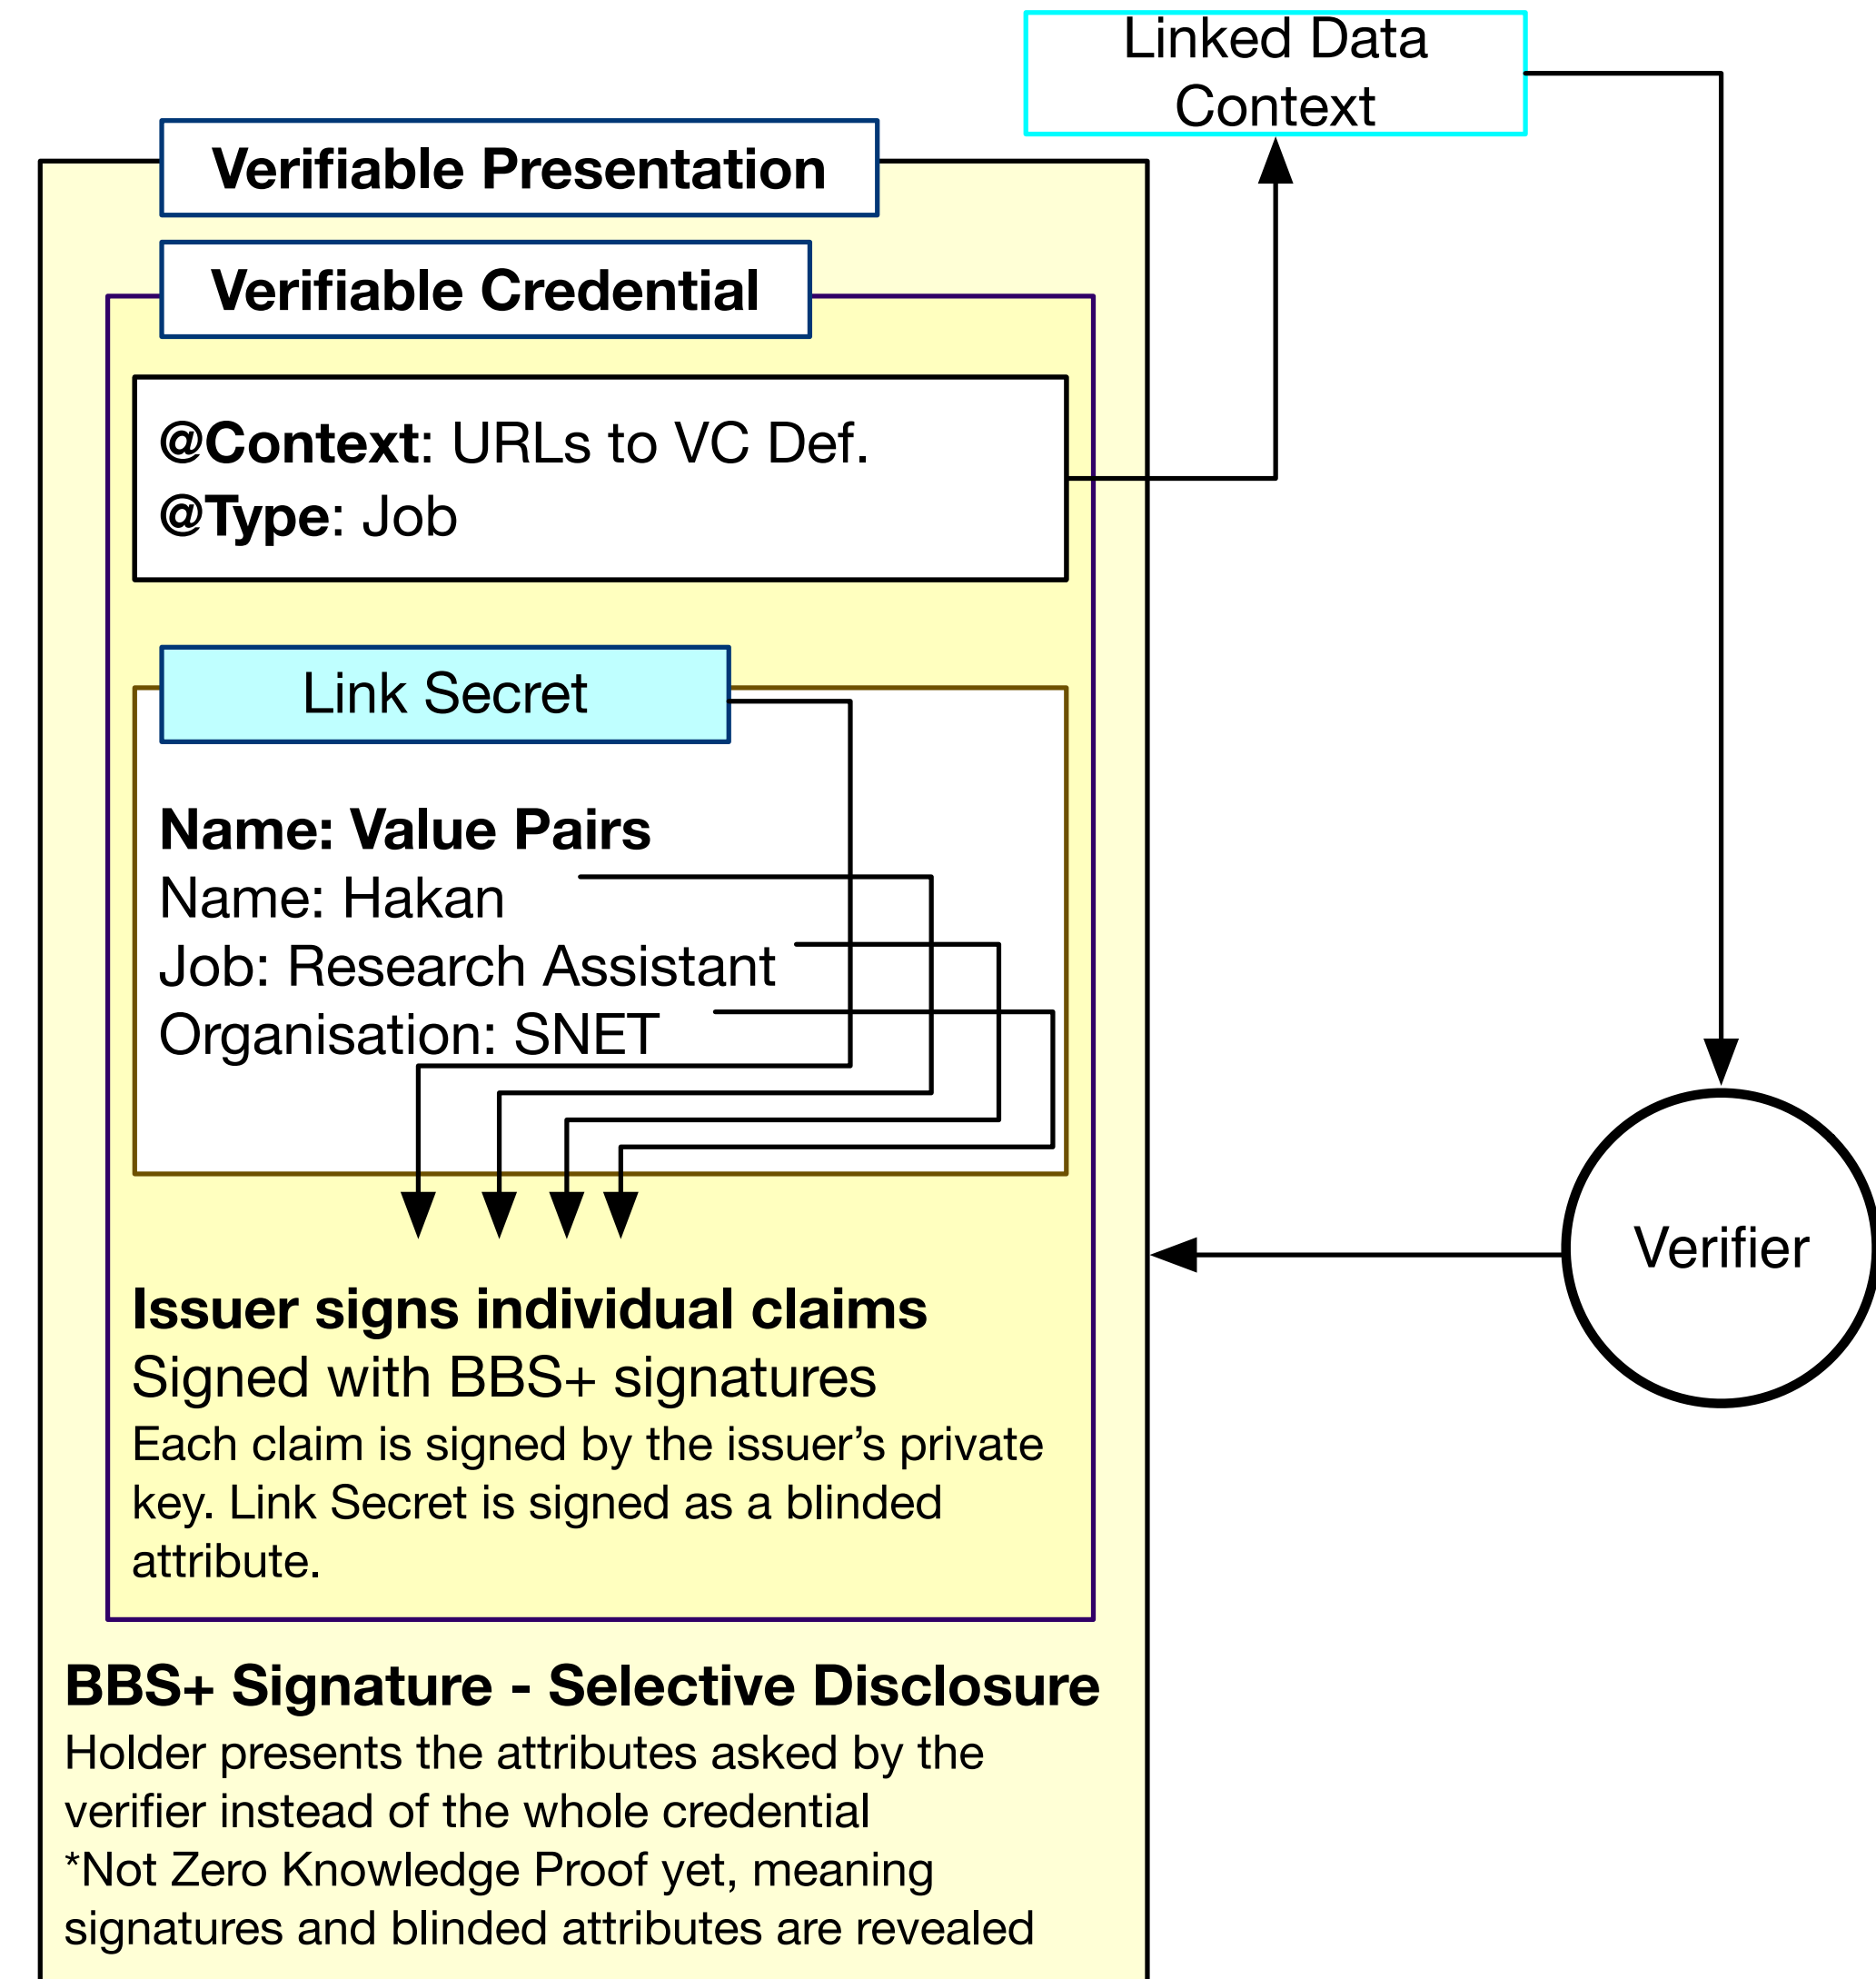 Linked Data
Context
Verifiable Presentation
Verifiable Credential
@Context: URLs to VC Def.
@Type: Job
Link Secret
Name: Value Pairs
Name: Hakan
Job: Research Assistant
Organisation: SNET
Verifier
Issuer signs individual claims
Signed with BBS+ signatures
Each claim is signed by the issuer’s private
key. Link Secret is signed as a blinded
attribute.
BBS+ Signature - Selective Disclosure
Holder presents the attributes asked by the
verifier instead of the whole credential
*Not Zero Knowledge Proof yet, meaning
signatures and blinded attributes are revealed